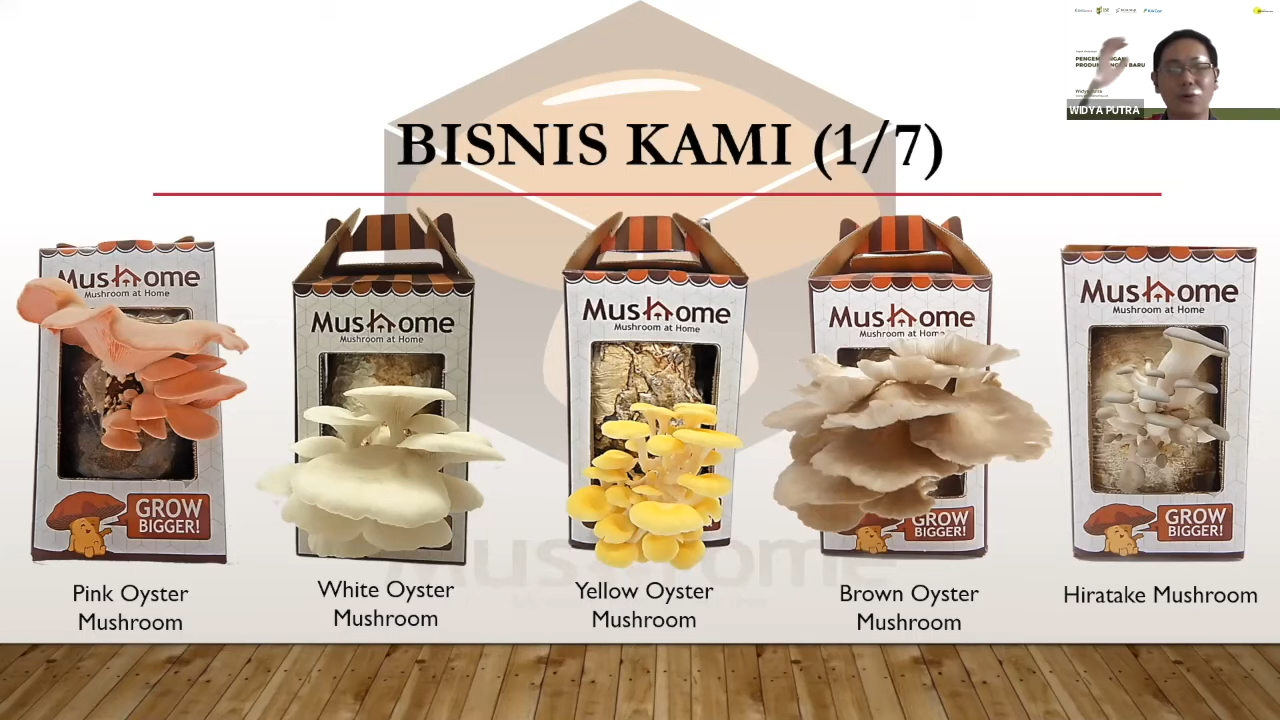 PENGEMBANGAN
WIDYA PUTRA
BISNIS KAMI (1/7)
MusHome
Mushroom at Home
GROW
BIGGER!
Pink Oyster
Mushroom
MusHome
Mushroom at Home
White Oyster
Mushroom
MusHome
Mushroom at Home
Yellow Oyster
Mushroom
MusHome
Mushroom at Home
GROW
BIGGER!
Brown Oyster
Mushroom
MusHome
Mushroom at Home
GROW
BIGGER!
Hiratake Mushroom
MusHome